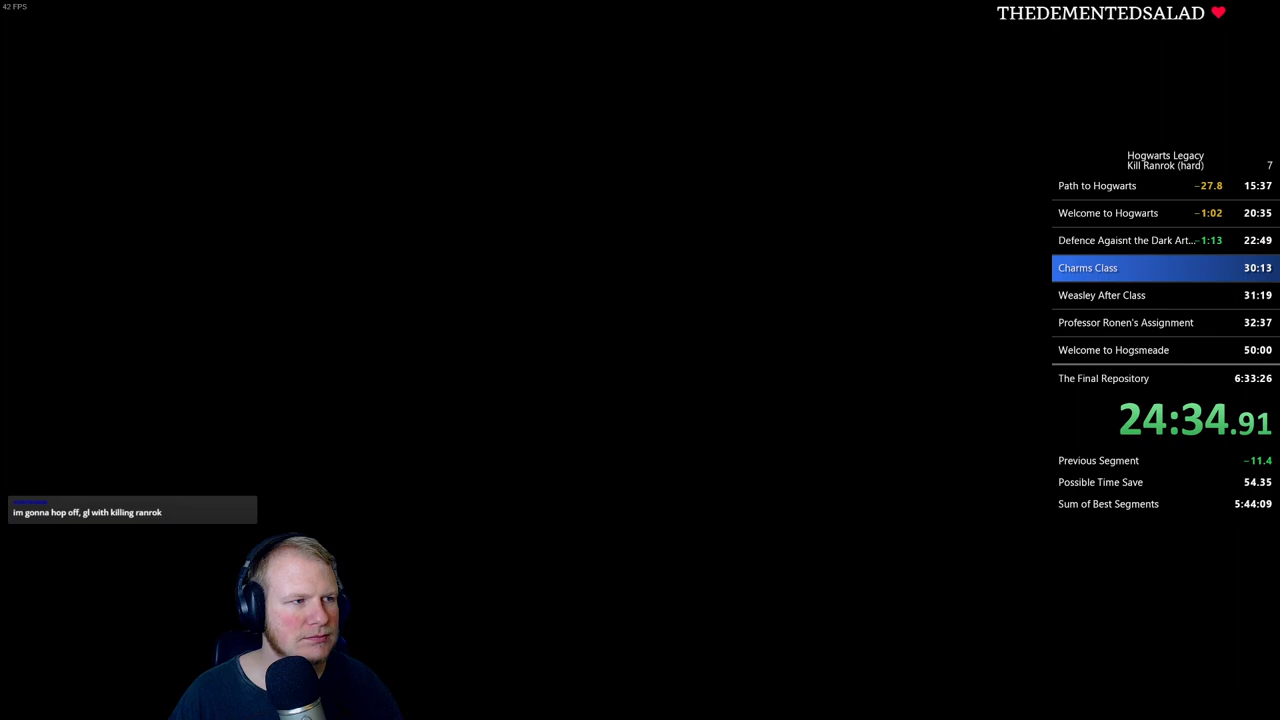 42 FPS
THEDEMENTEDSALAD ❤
Hogwarts Legacy
Kill Ranrok (hard) 7
Path to Hogwarts −27.8 15:37
Welcome to Hogwarts −1:02 20:35
Defence Agaisnt the Dark Art... −1:13 22:49
Charms Class 30:13
Weasley After Class 31:19
Professor Ronen's Assignment 32:37
Welcome to Hogsmeade 50:00
The Final Repository 6:33:26
24:34.91
Previous Segment −11.4
Possible Time Save 54.35
Sum of Best Segments 5:44:09
im gonna hop off, gl with killing ranrok